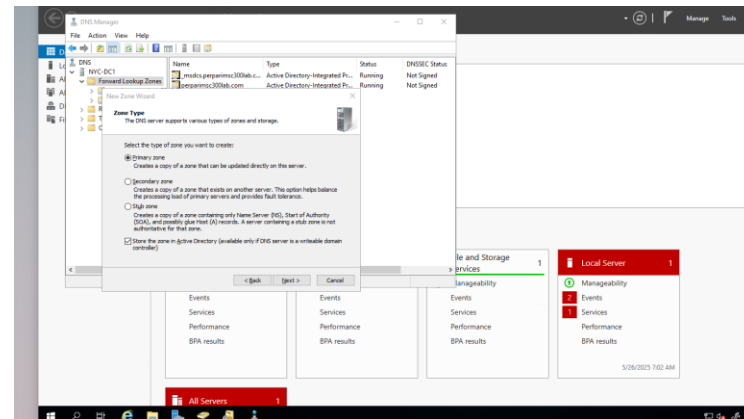 DNS Manager
File Action View Help
DNS
NYC-DC1
Forward Lookup Zones
Name Type Status DNSSEC Status
_msdcs.perparimsc300lab.c... Active Directory-Integrated Pr... Running Not Signed
perparimsc300lab.com Active Directory-Integrated Pr... Running Not Signed
New Zone Wizard
Zone Type
The DNS server supports various types of zones and storage.
Select the type of zone you want to create:
Primary zone
Creates a copy of a zone that can be updated directly on this server.
Secondary zone
Creates a copy of a zone that exists on another server. This option helps balance
the processing load of primary servers and provides fault tolerance.
Stub zone
Creates a copy of a zone containing only Name Server (NS), Start of Authority
(SOA), and possibly glue Host (A) records. A server containing a stub zone is not
authoritative for that zone.
Store the zone in Active Directory (available only if DNS server is a writeable domain
controller)
< Back Next > Cancel
Manage Tools
le and Storage 1
ervices
Manageability
Events
Services
Performance
BPA results
Local Server 1
Manageability
2 Events
1 Services
Performance
BPA results
5/26/2025 7:02 AM
Events
Services
Performance
BPA results
Events
Services
Performance
BPA results
All Servers 1